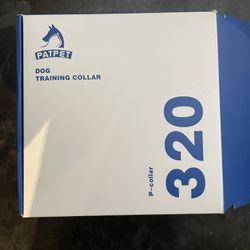 PATPET
DOG
TRAINING COLLAR
P-collar
320